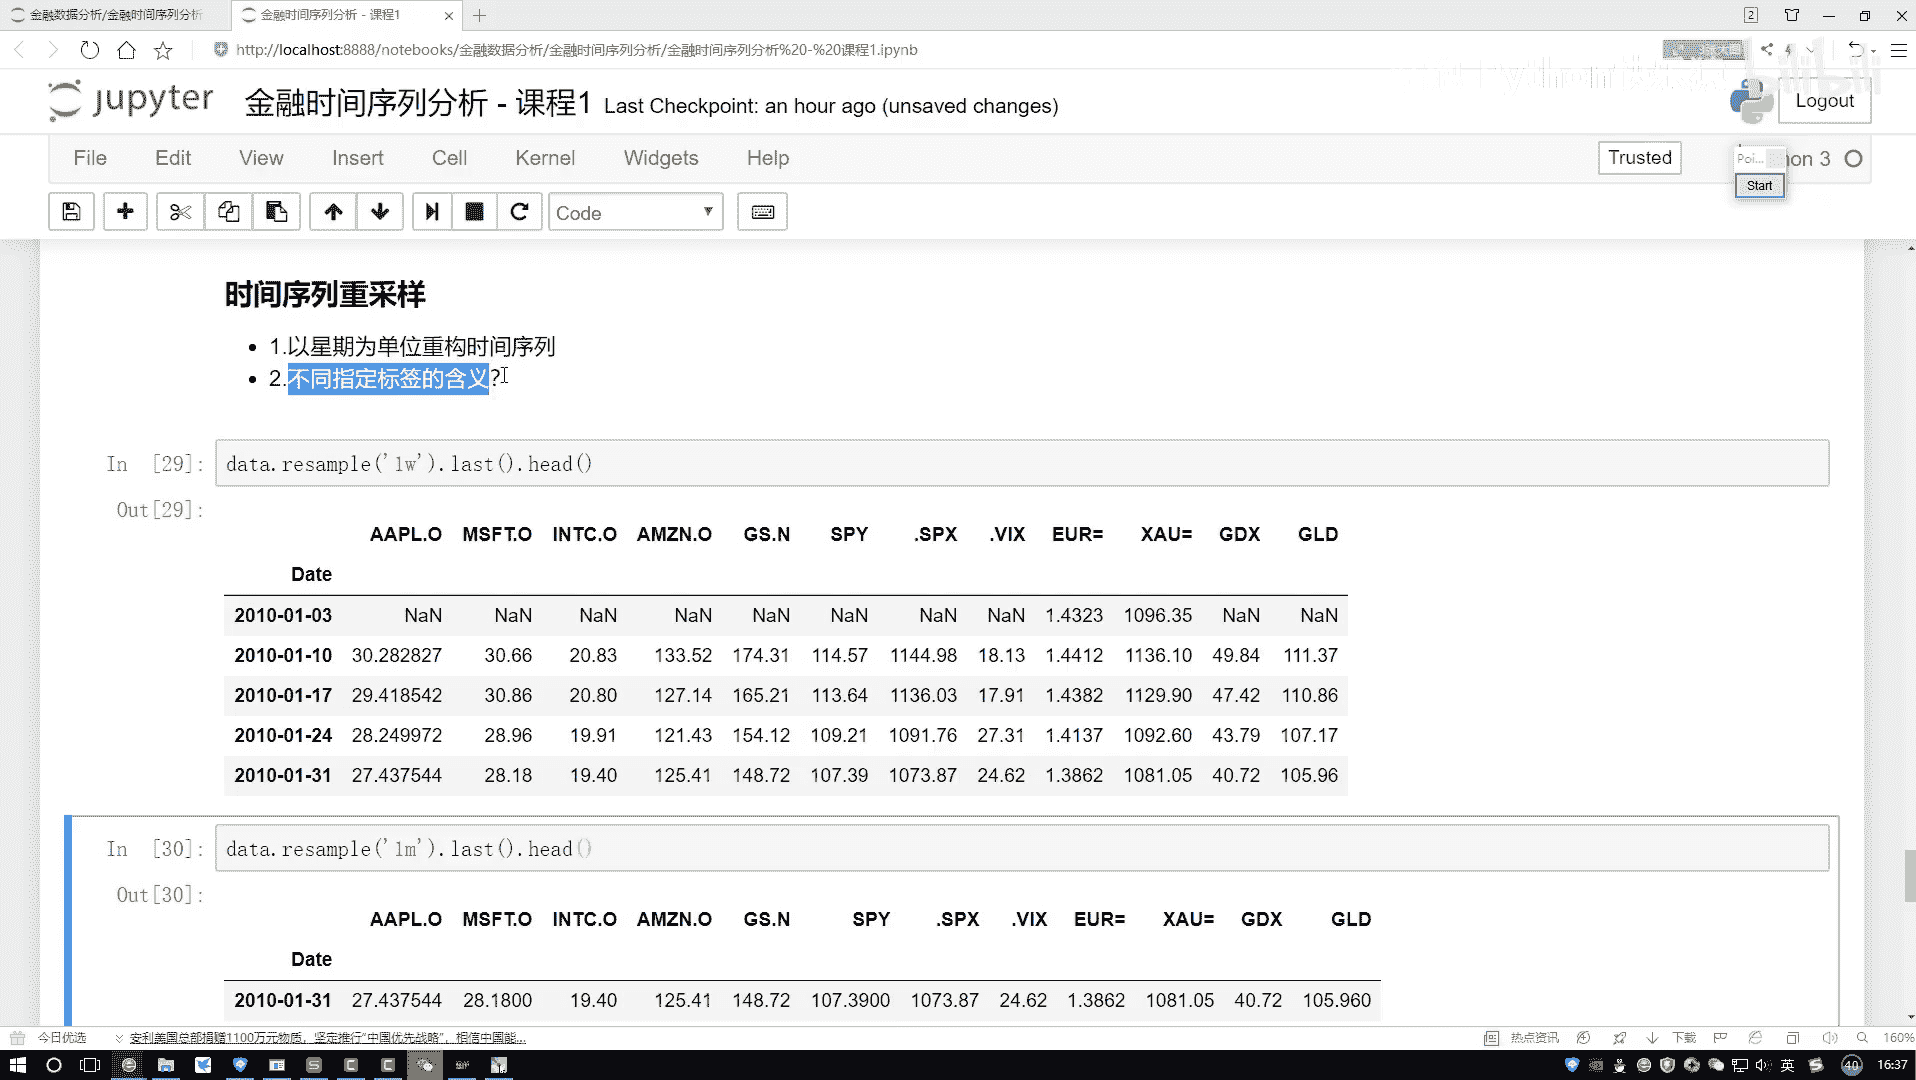 金融数据分析/金融时间序列分析
金融时间序列分析 - 课程1
2
http://localhost:8888/notebooks/金融数据分析/金融时间序列分析/金融时间序列分析%20-%20课程1.ipynb
jupyter
金融时间序列分析 - 课程1 Last Checkpoint: an hour ago (unsaved changes)
bilibili
Logout
File Edit View Insert Cell Kernel Widgets Help
Trusted
Poi...
on 3
Start
Code
时间序列重采样
1.以星期为单位重构时间序列
2.不同指定标签的含义?
In [29]: data.resample('1w').last().head()
Out[29]:
AAPL.O MSFT.O INTC.O AMZN.O GS.N SPY .SPX .VIX EUR= XAU= GDX GLD
Date
2010-01-03 NaN NaN NaN NaN NaN NaN NaN NaN 1.4323 1096.35 NaN NaN
2010-01-10 30.282827 30.66 20.83 133.52 174.31 114.57 1144.98 18.13 1.4412 1136.10 49.84 111.37
2010-01-17 29.418542 30.86 20.80 127.14 165.21 113.64 1136.03 17.91 1.4382 1129.90 47.42 110.86
2010-01-24 28.249972 28.96 19.91 121.43 154.12 109.21 1091.76 27.31 1.4137 1092.60 43.79 107.17
2010-01-31 27.437544 28.18 19.40 125.41 148.72 107.39 1073.87 24.62 1.3862 1081.05 40.72 105.96
In [30]: data.resample('1m').last().head()
Out[30]:
AAPL.O MSFT.O INTC.O AMZN.O GS.N SPY .SPX .VIX EUR= XAU= GDX GLD
Date
2010-01-31 27.437544 28.1800 19.40 125.41 148.72 107.3900 1073.87 24.62 1.3862 1081.05 40.72 105.960
今日优选
安利美国总部捐赠1100万元物质，坚定推行“中国优先战略”，相信中国能...
热点资讯
下载
160%
英
40
16:37